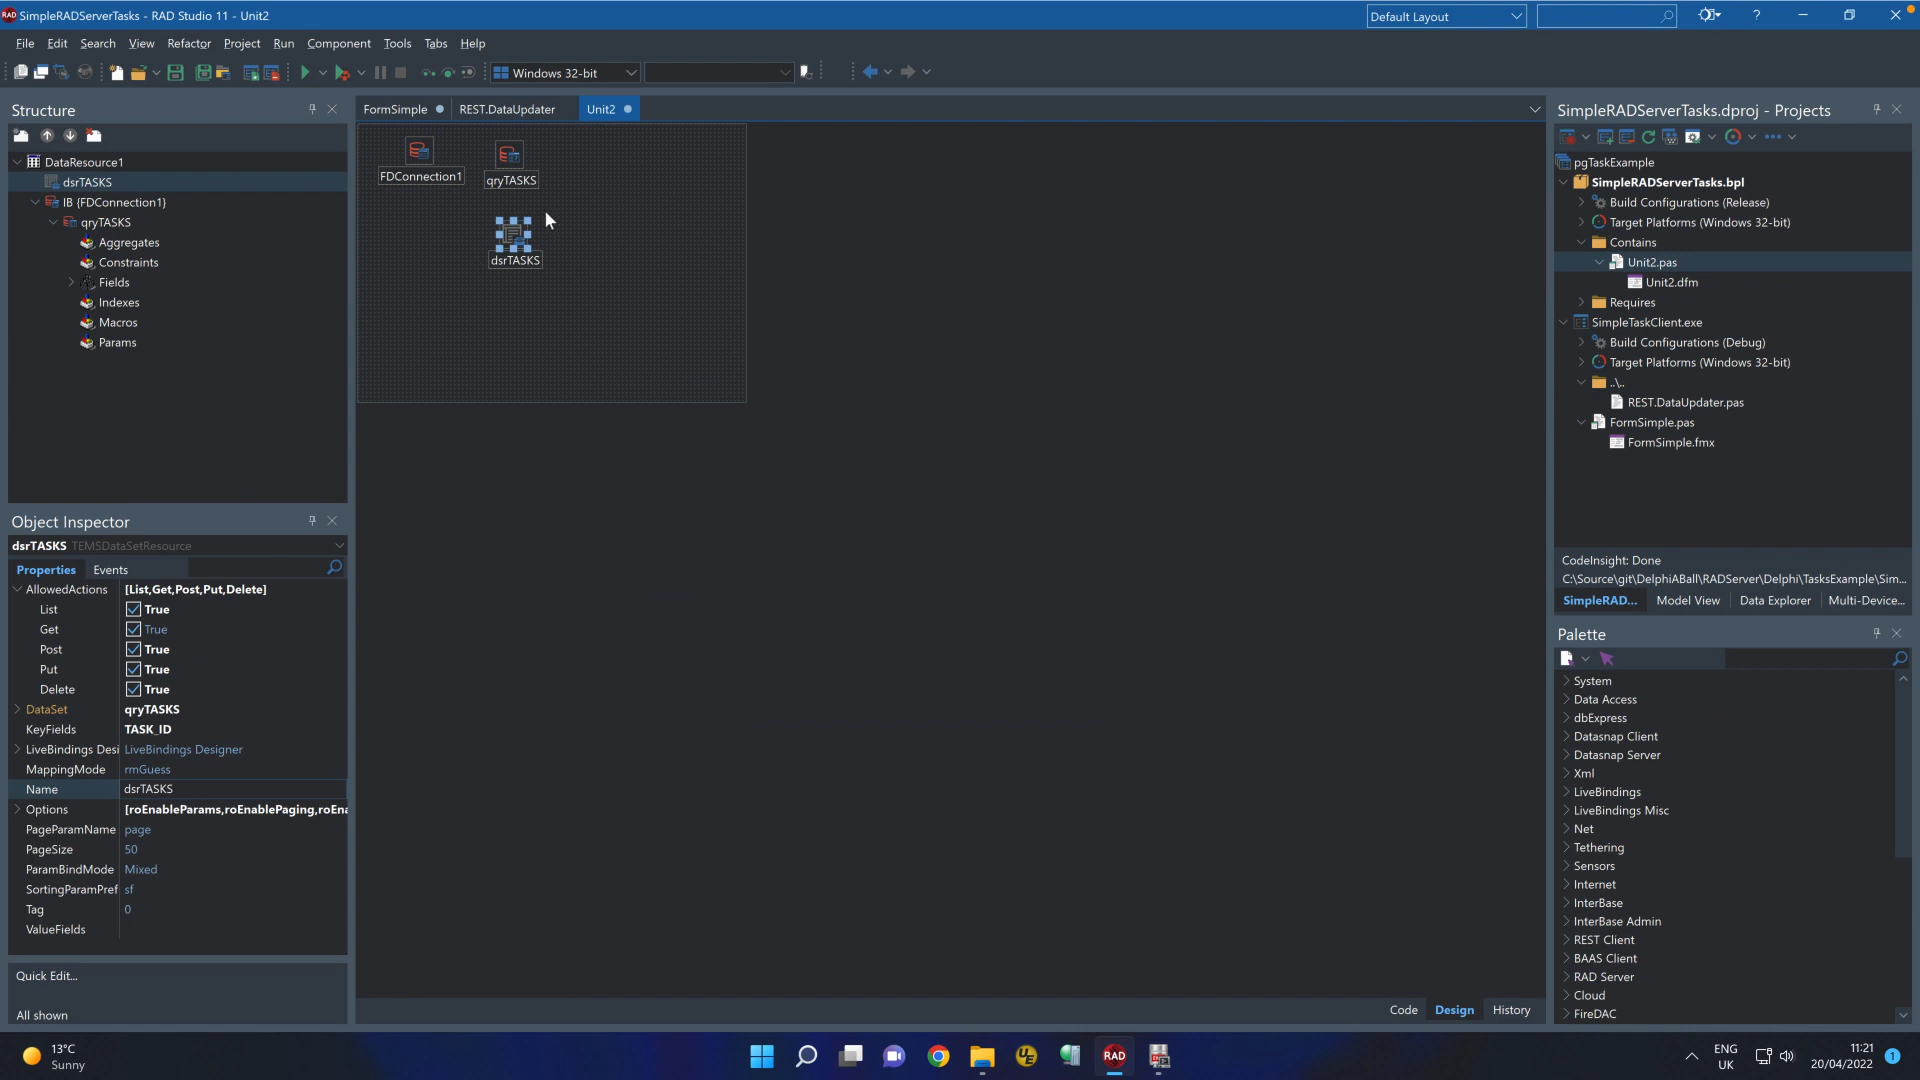 SimpleRADServerTasks - RAD Studio 11 - Unit2
Default Layout
File Edit Search View Refactor Project Run Component Tools Tabs Help
Windows 32-bit
Structure
DataResource1
dsrTASKS
IB {FDConnection1}
qryTASKS
Aggregates
Constraints
Fields
Indexes
Macros
Params
Object Inspector
dsrTASKS TEMSDataSetResource
Properties Events
AllowedActions [List,Get,Post,Put,Delete]
List True
Get True
Post True
Put True
Delete True
DataSet qryTASKS
KeyFields TASK_ID
LiveBindings Desi LiveBindings Designer
MappingMode rmGuess
Name dsrTASKS
Options [roEnableParams,roEnablePaging,roEna
PageParamName page
PageSize 50
ParamBindMode Mixed
SortingParamPref sf
Tag 0
ValueFields
Quick Edit...
All shown
FormSimple REST.DataUpdater Unit2
FDConnection1
qryTASKS
dsrTASKS
Code Design History
SimpleRADServerTasks.dproj - Projects
pgTaskExample
SimpleRADServerTasks.bpl
Build Configurations (Release)
Target Platforms (Windows 32-bit)
Contains
Unit2.pas
Unit2.dfm
Requires
SimpleTaskClient.exe
Build Configurations (Debug)
Target Platforms (Windows 32-bit)
..\..
REST.DataUpdater.pas
FormSimple.pas
FormSimple.fmx
CodeInsight: Done
C:\Source\git\DelphiABall\RADServer\Delphi\TasksExample\Sim...
SimpleRAD... Model View Data Explorer Multi-Device...
Palette
System
Data Access
dbExpress
Datasnap Client
Datasnap Server
Xml
LiveBindings
LiveBindings Misc
Net
Tethering
Sensors
Internet
InterBase
InterBase Admin
REST Client
BAAS Client
RAD Server
Cloud
FireDAC
13°C
Sunny
RAD
ENG
UK
11:21
20/04/2022
1